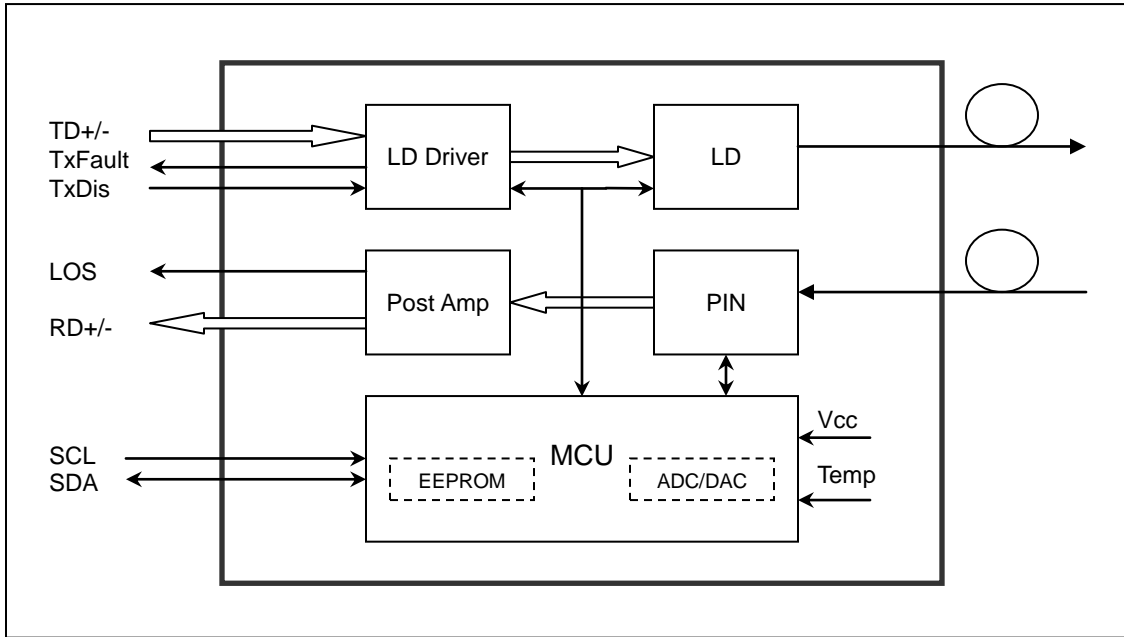 TD+/-
TxFault
TxDis
LD Driver
LD
LOS
RD+/-
Post Amp
PIN
SCL
SDA
MCU
EEPROM
ADC/DAC
Vcc
Temp